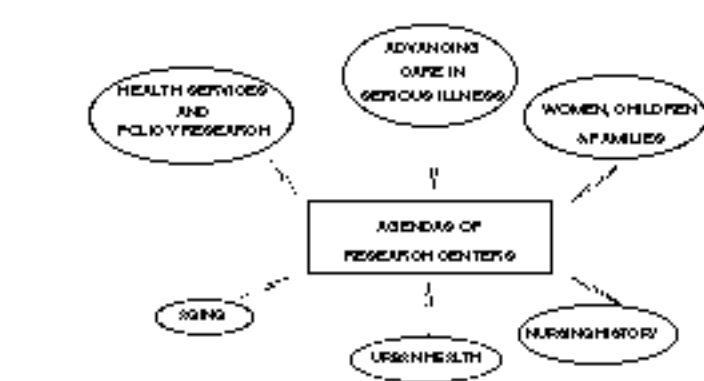 ADVANCING
CARE IN
SERIOUS ILLNESS
HEALTH SERVICES
AND
POLICY RESEARCH
WOMEN, CHILDREN
& FAMILIES
AGENDAS OF
RESEARCH CENTERS
AGING
URBAN HEALTH
NURSING HISTORY